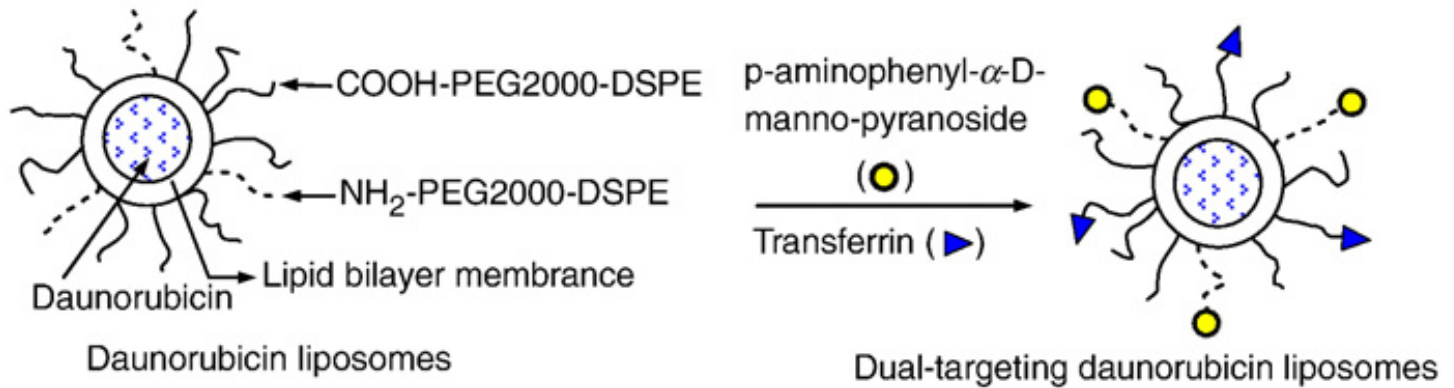 COOH-PEG2000-DSPE
NH₂-PEG2000-DSPE
Lipid bilayer membrance
Daunorubicin
Daunorubicin liposomes
p-aminophenyl-α-D-
manno-pyranoside
( )
Transferrin ( )
Dual-targeting daunorubicin liposomes